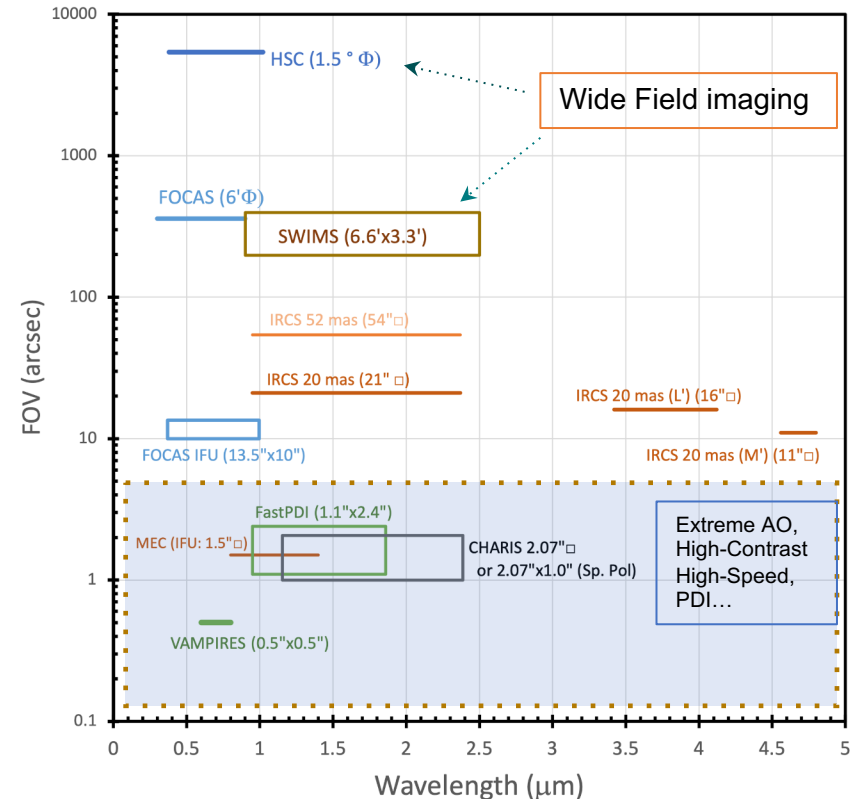 10000
HSC (1.5 ° Φ)
Wide Field imaging
1000
FOCAS (6'Φ)
SWIMS (6.6'x3.3')
100
IRCS 52 mas (54"□)
IRCS 20 mas (21" □)
IRCS 20 mas (L') (16"□)
10
FOCAS IFU (13.5"x10")
IRCS 20 mas (M') (11"□)
FastPDI (1.1"x2.4")
MEC (IFU: 1.5"□)
CHARIS 2.07"□
or 2.07"x1.0" (Sp. Pol)
Extreme AO,
High-Contrast
High-Speed,
PDI...
1
VAMPIRES (0.5"x0.5")
0.1
0 0.5 1 1.5 2 2.5 3 3.5 4 4.5 5
FOV (arcsec)
Wavelength (μm)